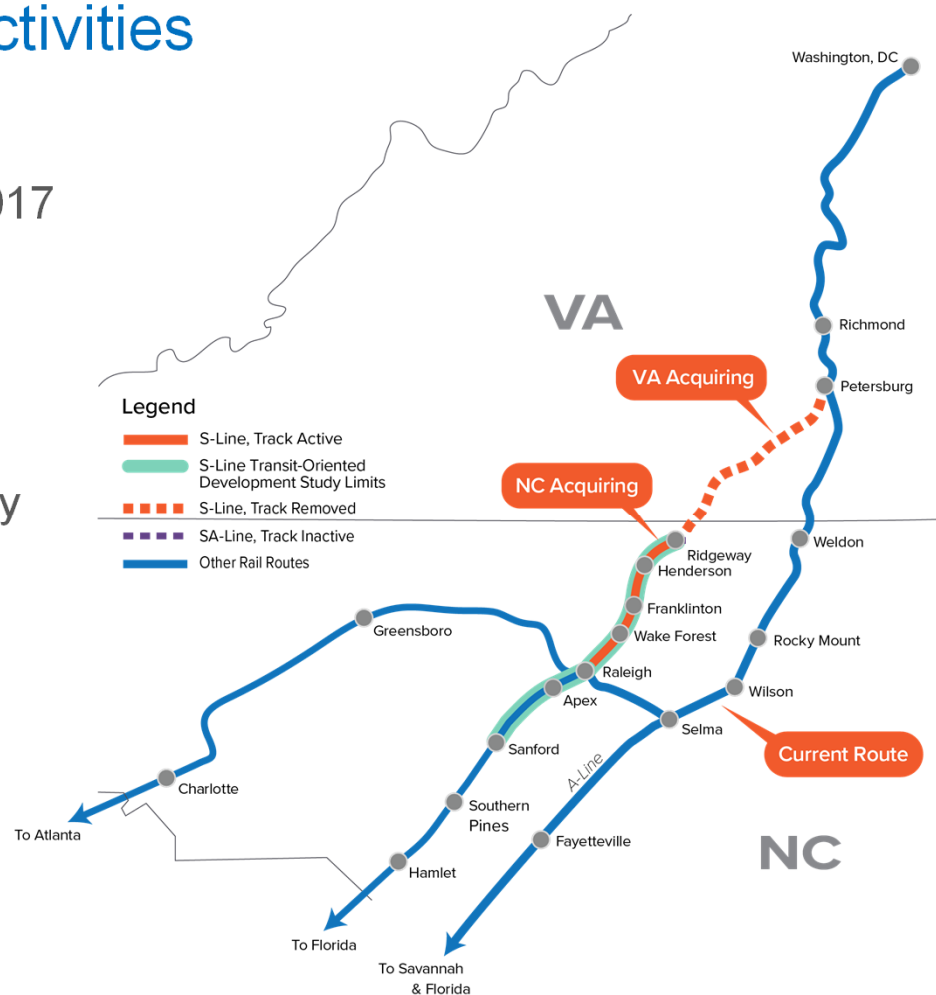 ctivities
017
y
Washington, DC
VA
Richmond
VA Acquiring
Petersburg
Legend
S-Line, Track Active
S-Line Transit-Oriented
Development Study Limits
S-Line, Track Removed
SA-Line, Track Inactive
Other Rail Routes
NC Acquiring
Weldon
Ridgeway
Henderson
Franklinton
Greensboro
Wake Forest
Rocky Mount
Raleigh
Apex
Wilson
Selma
Sanford
Current Route
A-Line
Charlotte
Southern
Pines
To Atlanta
Fayetteville
NC
Hamlet
To Florida
To Savannah
& Florida